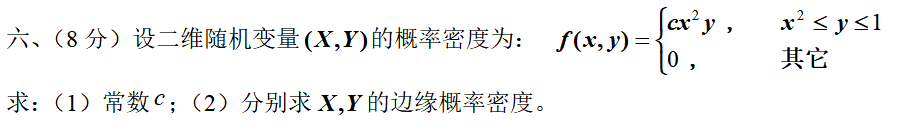 六、（8 分）设二维随机变量(X,Y)的概率密度为： f(x,y)={cx²y ， x² ≤ y ≤1
0 ， 其它
求：（1）常数c；（2）分别求 X,Y 的边缘概率密度。